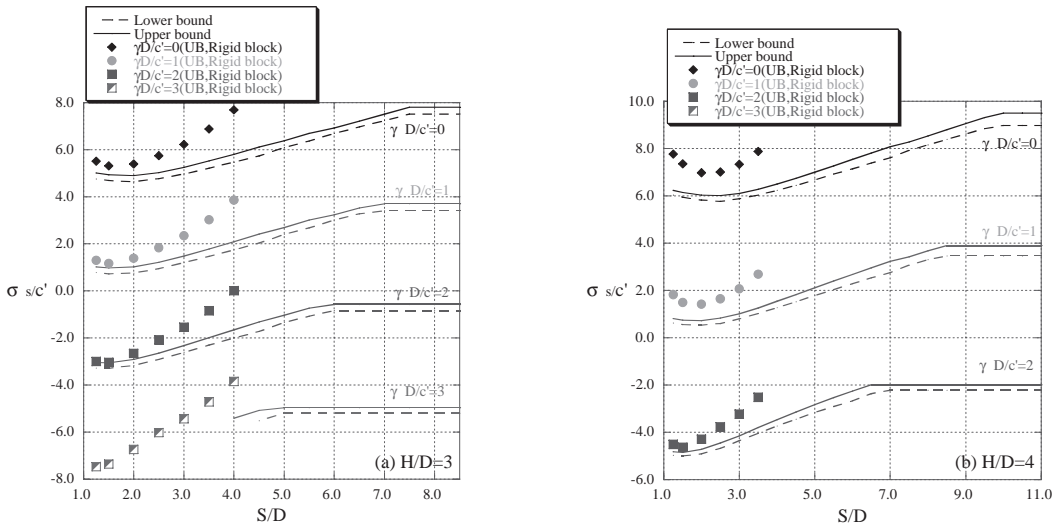 Lower bound
Upper bound
γD/c'=0(UB,Rigid block)
γD/c'=1(UB,Rigid block)
γD/c'=2(UB,Rigid block)
γD/c'=3(UB,Rigid block)
8.0
6.0
4.0
2.0
0.0
-2.0
-4.0
-6.0
-8.0
σ s/c'
γ D/c'=0
γ D/c'=1
γ D/c'=2
γ D/c'=3
(a) H/D=3
1.0 2.0 3.0 4.0 5.0 6.0 7.0 8.0
S/D
Lower bound
Upper bound
γD/c'=0(UB,Rigid block)
γD/c'=1(UB,Rigid block)
γD/c'=2(UB,Rigid block)
γD/c'=3(UB,Rigid block)
10.0
8.0
6.0
4.0
2.0
0.0
-2.0
-4.0
-6.0
σ s/c'
γ D/c'=0
γ D/c'=1
γ D/c'=2
(b) H/D=4
1.0 3.0 5.0 7.0 9.0 11.0
S/D